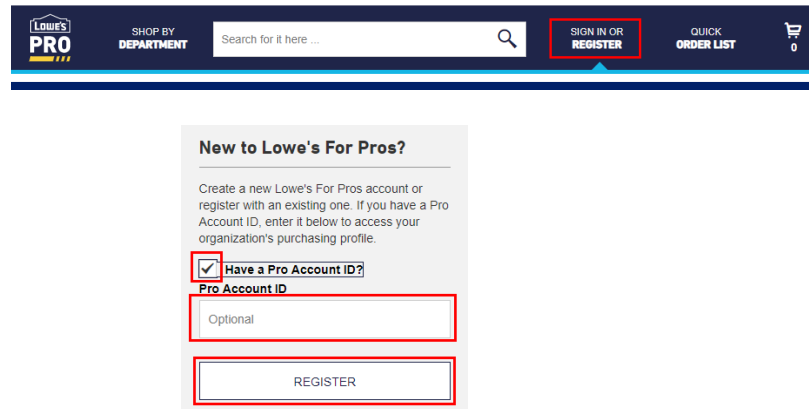 LOWE'S
PRO
SHOP BY
DEPARTMENT
Search for it here ...
SIGN IN OR
REGISTER
QUICK
ORDER LIST
0
New to Lowe's For Pros?
Create a new Lowe's For Pros account or
register with an existing one. If you have a Pro
Account ID, enter it below to access your
organization's purchasing profile.
Have a Pro Account ID?
Pro Account ID
Optional
REGISTER